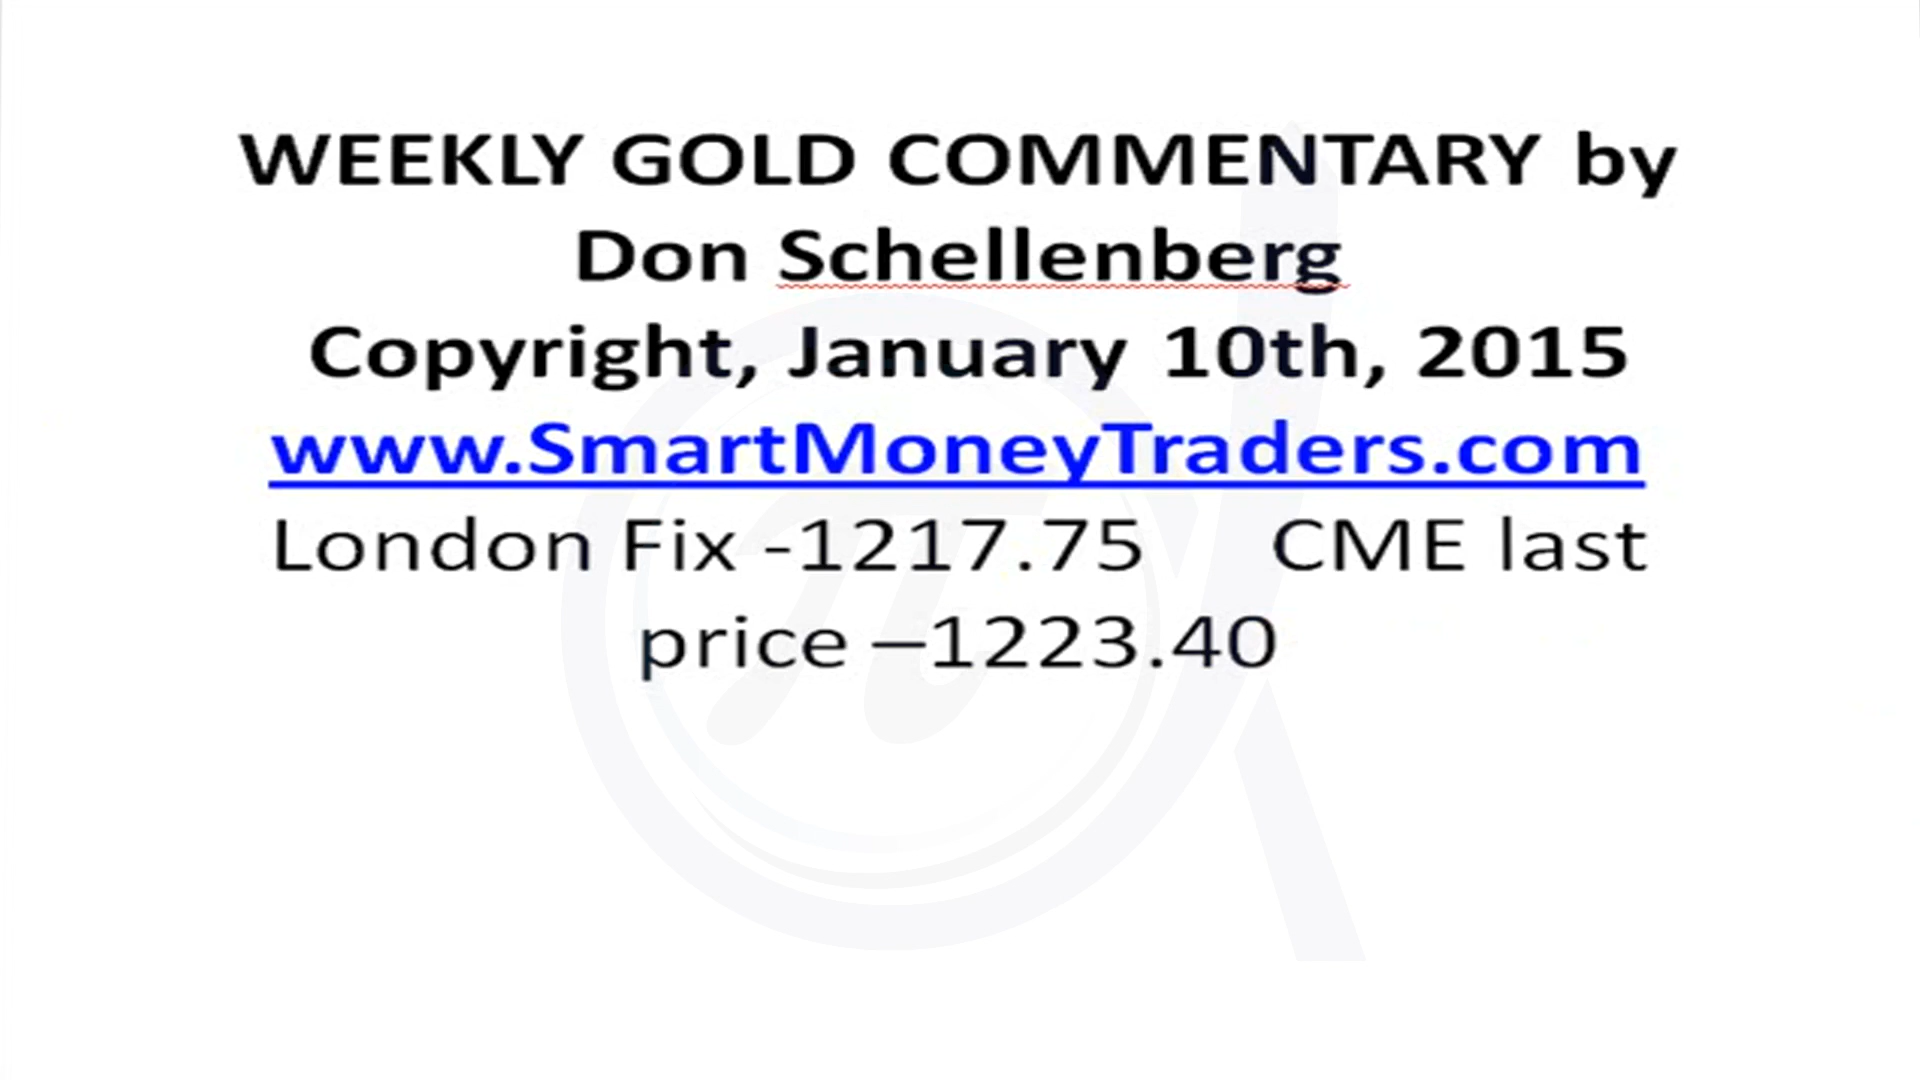 WEEKLY GOLD COMMENTARY by
Don Schellenberg
Copyright, January 10th, 2015
www.SmartMoneyTraders.com
London Fix -1217.75 CME last
price –1223.40